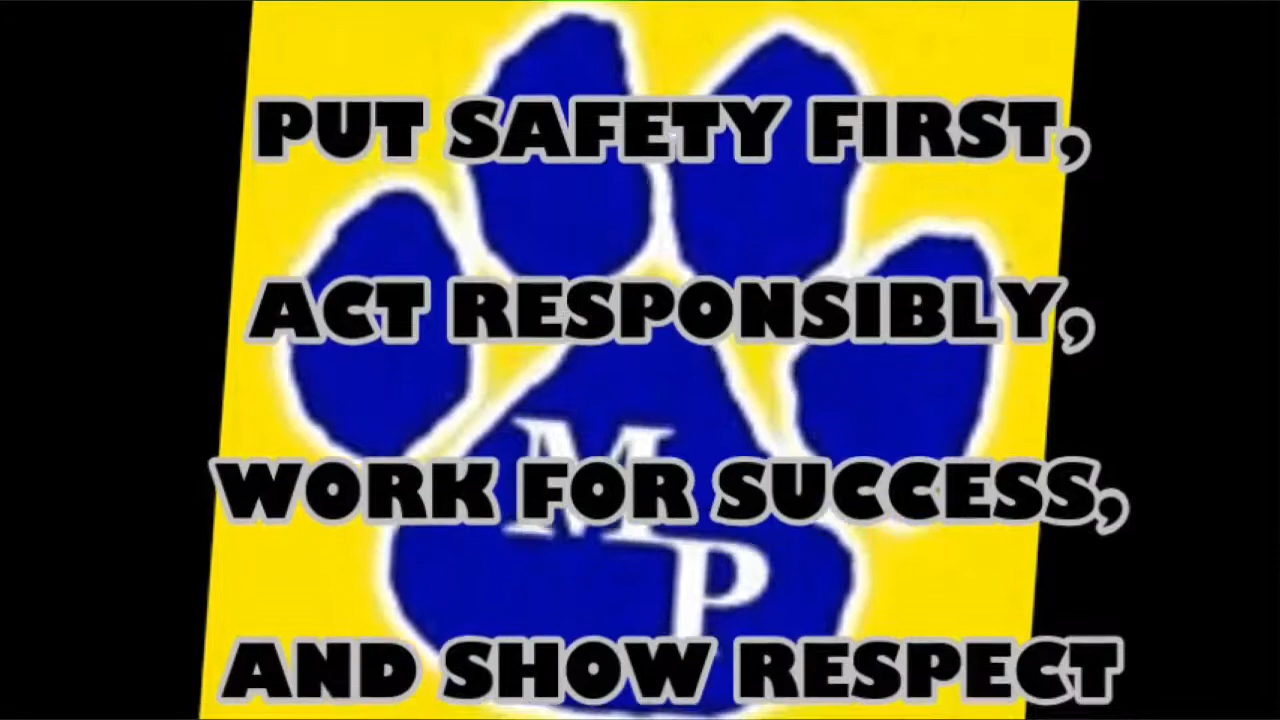 PUT SAFETY FIRST,
ACT RESPONSIBLY,
WORK FOR SUCCESS,
M
P
AND SHOW RESPECT